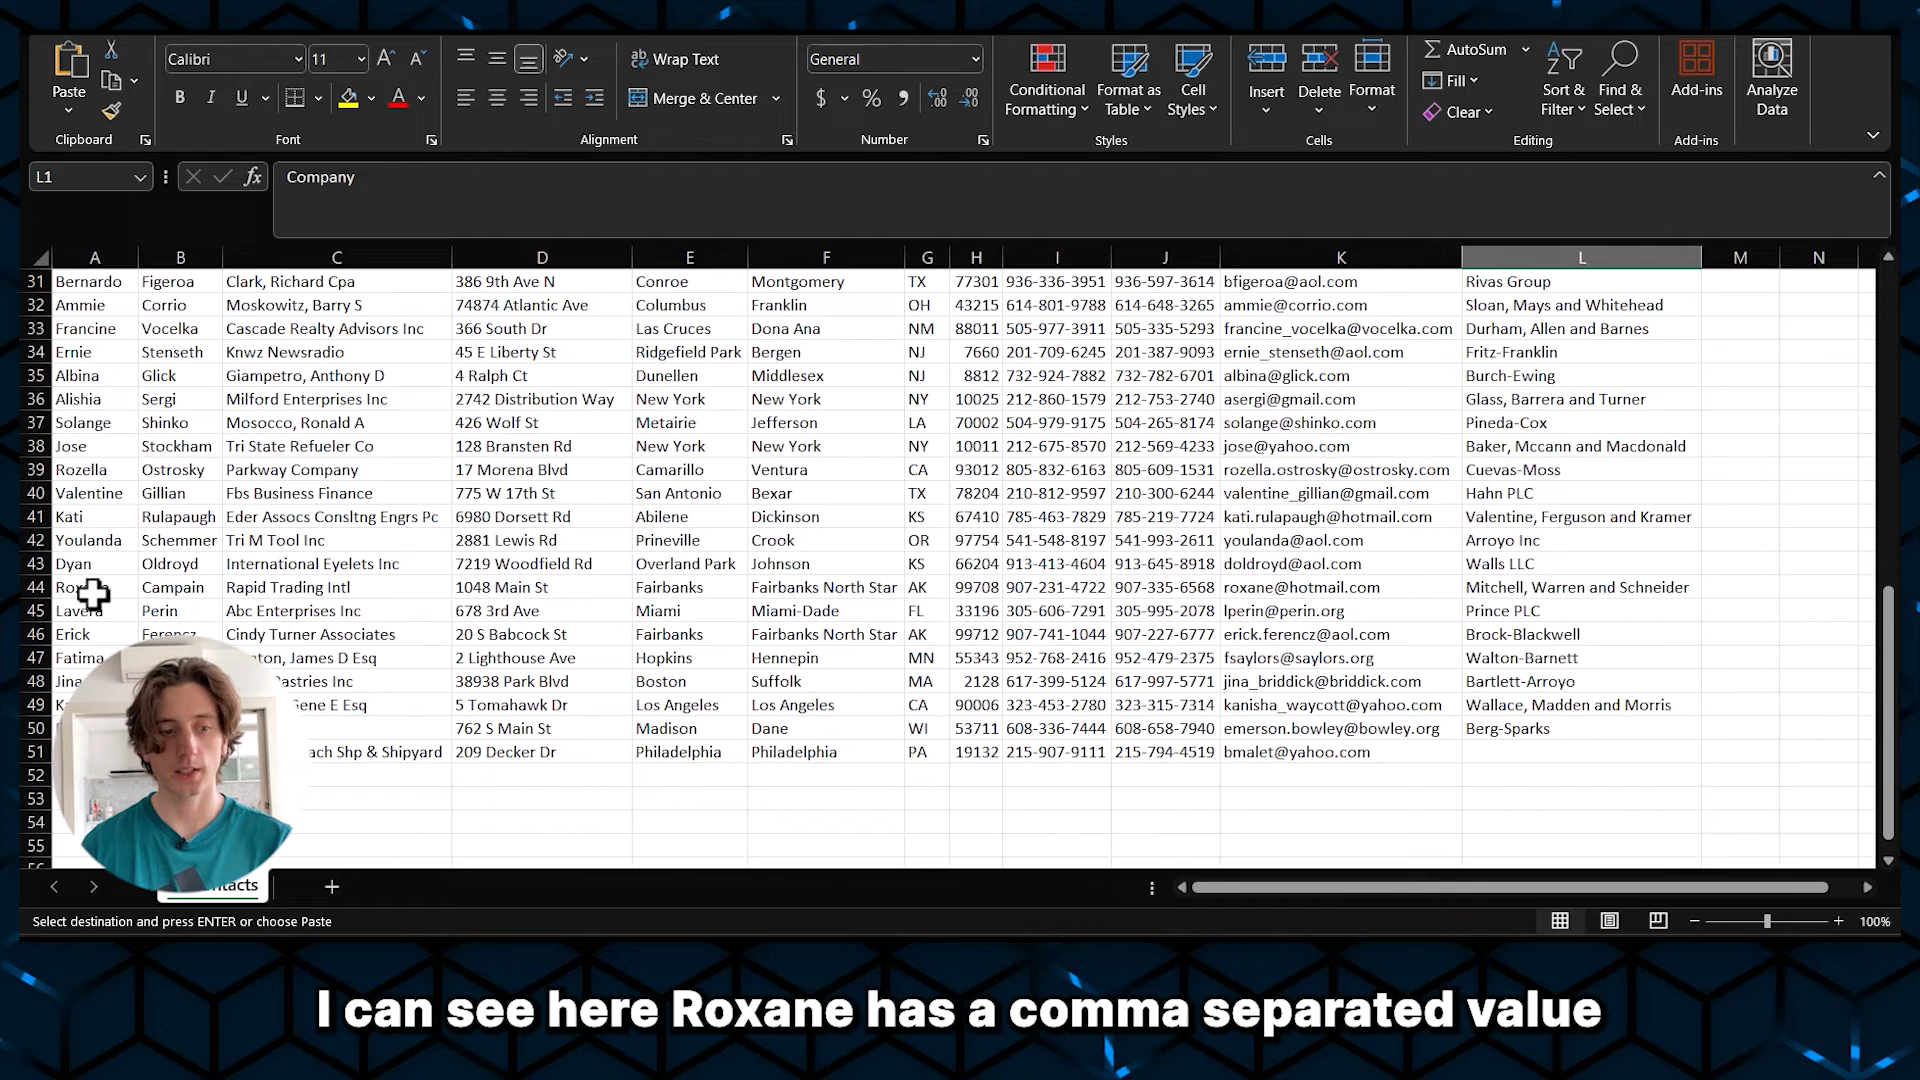 Paste
Clipboard
Calibri 11
B I U A
Font
Wrap Text
Merge & Center
Alignment
General
$ %
Number
Conditional Formatting
Format as Table
Cell Styles
Styles
Insert
Delete
Format
Cells
AutoSum
Fill
Clear
Sort & Filter
Find & Select
Editing
Add-ins
Add-ins
Analyze Data
L1 fx Company
A B C D E F G H I J K L M N
31 Bernardo Figeroa Clark, Richard Cpa 386 9th Ave N Conroe Montgomery TX 77301 936-336-3951 936-597-3614 bfigeroa@aol.com Rivas Group
32 Ammie Corrio Moskowitz, Barry S 74874 Atlantic Ave Columbus Franklin OH 43215 614-801-9788 614-648-3265 ammie@corrio.com Sloan, Mays and Whitehead
33 Francine Vocelka Cascade Realty Advisors Inc 366 South Dr Las Cruces Dona Ana NM 88011 505-977-3911 505-335-5293 francine_vocelka@vocelka.com Durham, Allen and Barnes
34 Ernie Stenseth Knwz Newsradio 45 E Liberty St Ridgefield Park Bergen NJ 7660 201-709-6245 201-387-9093 ernie_stenseth@aol.com Fritz-Franklin
35 Albina Glick Giampetro, Anthony D 4 Ralph Ct Dunellen Middlesex NJ 8812 732-924-7882 732-782-6701 albina@glick.com Burch-Ewing
36 Alishia Sergi Milford Enterprises Inc 2742 Distribution Way New York New York NY 10025 212-860-1579 212-753-2740 asergi@gmail.com Glass, Barrera and Turner
37 Solange Shinko Mosocco, Ronald A 426 Wolf St Metairie Jefferson LA 70002 504-979-9175 504-265-8174 solange@shinko.com Pineda-Cox
38 Jose Stockham Tri State Refueler Co 128 Bransten Rd New York New York NY 10011 212-675-8570 212-569-4233 jose@yahoo.com Baker, Mccann and Macdonald
39 Rozella Ostrosky Parkway Company 17 Morena Blvd Camarillo Ventura CA 93012 805-832-6163 805-609-1531 rozella.ostrosky@ostrosky.com Cuevas-Moss
40 Valentine Gillian Fbs Business Finance 775 W 17th St San Antonio Bexar TX 78204 210-812-9597 210-300-6244 valentine_gillian@gmail.com Hahn PLC
41 Kati Rulapaugh Eder Assocs Consltng Engrs Pc 6980 Dorsett Rd Abilene Dickinson KS 67410 785-463-7829 785-219-7724 kati.rulapaugh@hotmail.com Valentine, Ferguson and Kramer
42 Youlanda Schemmer Tri M Tool Inc 2881 Lewis Rd Prineville Crook OR 97754 541-548-8197 541-993-2611 youlanda@aol.com Arroyo Inc
43 Dyan Oldroyd International Eyelets Inc 7219 Woodfield Rd Overland Park Johnson KS 66204 913-413-4604 913-645-8918 doldroyd@aol.com Walls LLC
44 Campain Rapid Trading Intl 1048 Main St Fairbanks Fairbanks North Star AK 99708 907-231-4722 907-335-6568 roxane@hotmail.com Mitchell, Warren and Schneider
45 Lavera Perin Abc Enterprises Inc 678 3rd Ave Miami Miami-Dade FL 33196 305-606-7291 305-995-2078 lperin@perin.org Prince PLC
46 Erick Ferencz Cindy Turner Associates 20 S Babcock St Fairbanks Fairbanks North Star AK 99712 907-741-1044 907-227-6777 erick.ferencz@aol.com Brock-Blackwell
47 Fatima James D Esq 2 Lighthouse Ave Hopkins Hennepin MN 55343 952-768-2416 952-479-2375 fsaylors@saylors.org Walton-Barnett
48 Jina Pastries Inc 38938 Park Blvd Boston Suffolk MA 2128 617-399-5124 617-997-5771 jina_briddick@briddick.com Bartlett-Arroyo
49 Gene E Esq 5 Tomahawk Dr Los Angeles Los Angeles CA 90006 323-453-2780 323-315-7314 kanisha_waycott@yahoo.com Wallace, Madden and Morris
50 762 S Main St Madison Dane WI 53711 608-336-7444 608-658-7940 emerson.bowley@bowley.org Berg-Sparks
51 Shp & Shipyard 209 Decker Dr Philadelphia Philadelphia PA 19132 215-907-9111 215-794-4519 bmalet@yahoo.com
52
53
54
55
Select destination and press ENTER or choose Paste
100%
I can see here Roxane has a comma separated value